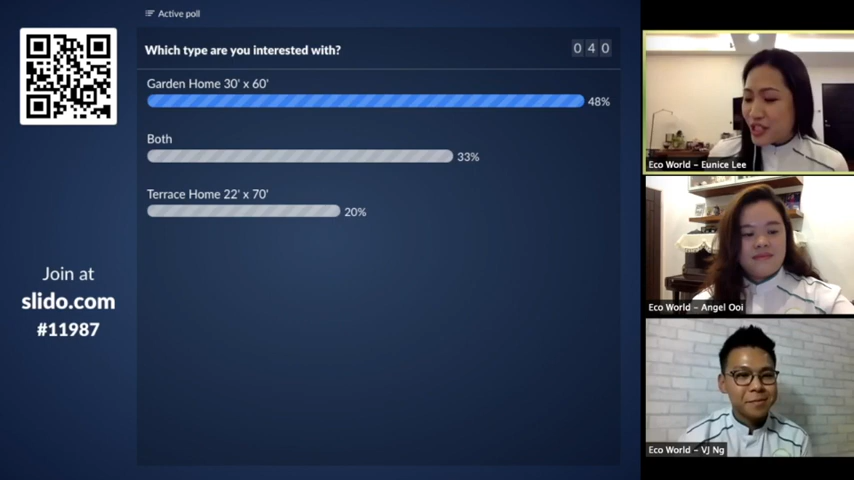 Active poll
Which type are you interested with?
040
Garden Home 30' x 60'
48%
Both
33%
Terrace Home 22' x 70'
20%
Join at
slido.com
#11987
Eco World – Eunice Lee
Eco World – Angel Ooi
Eco World – VJ Ng